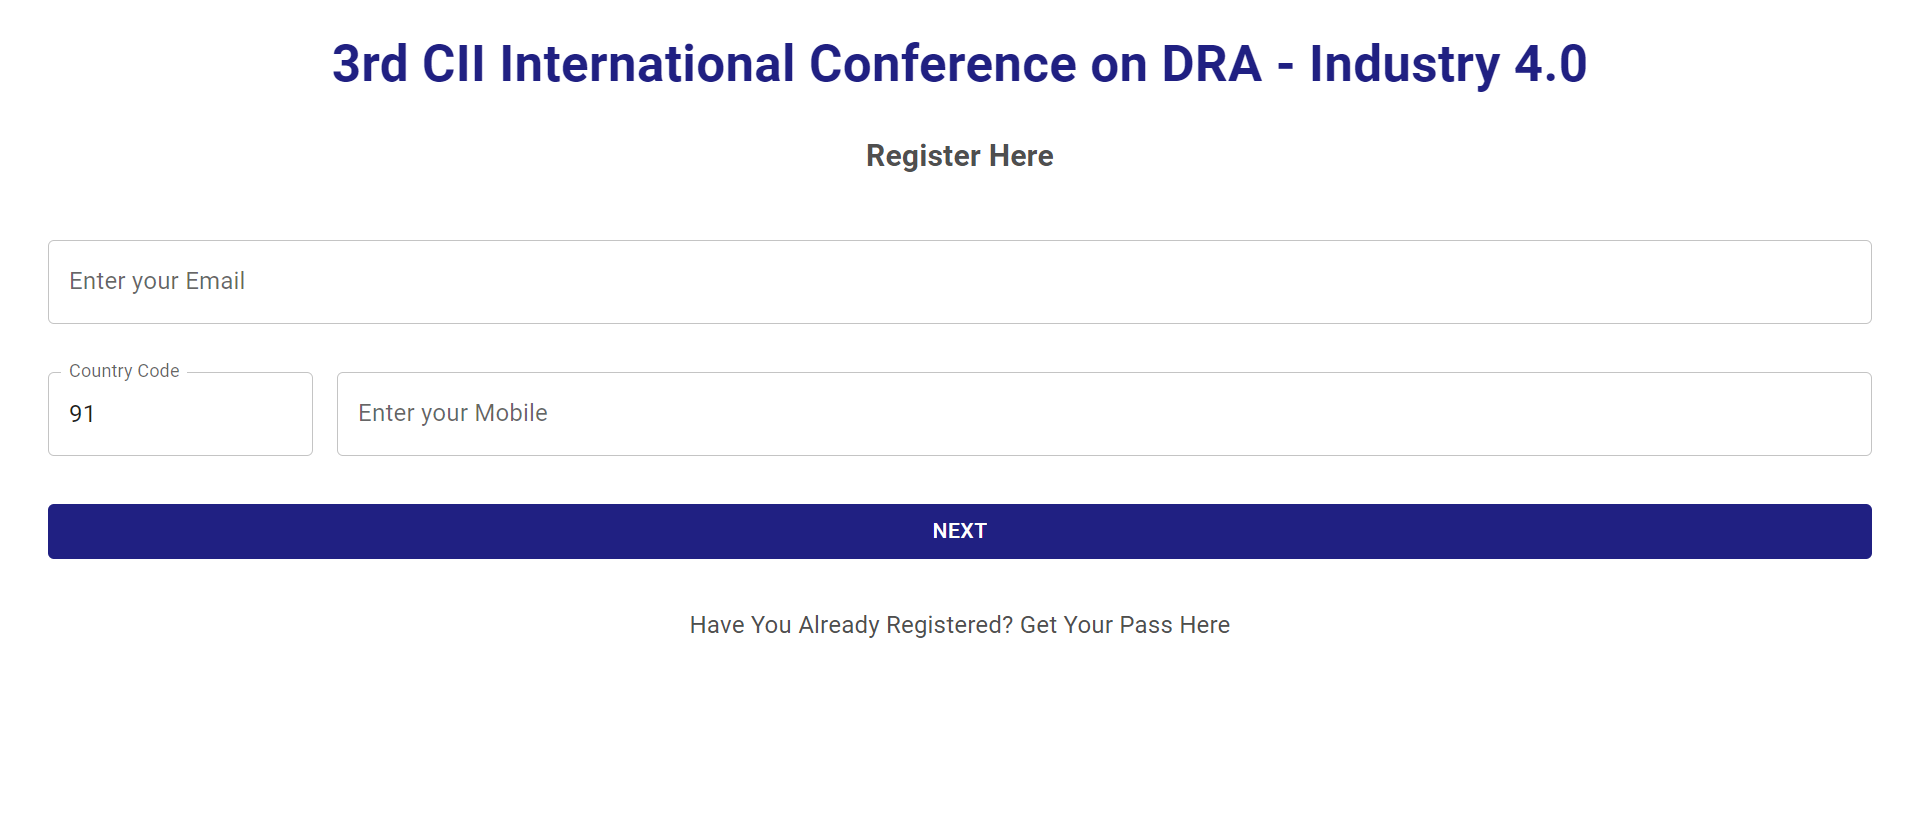 3rd CII International Conference on DRA - Industry 4.0
Register Here
Enter your Email
Country Code
91
Enter your Mobile
NEXT
Have You Already Registered? Get Your Pass Here